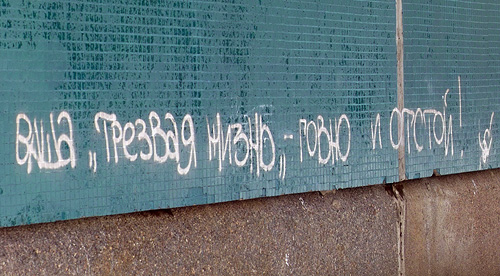 ваша „трезвая жизнь„ - говно и отстой!